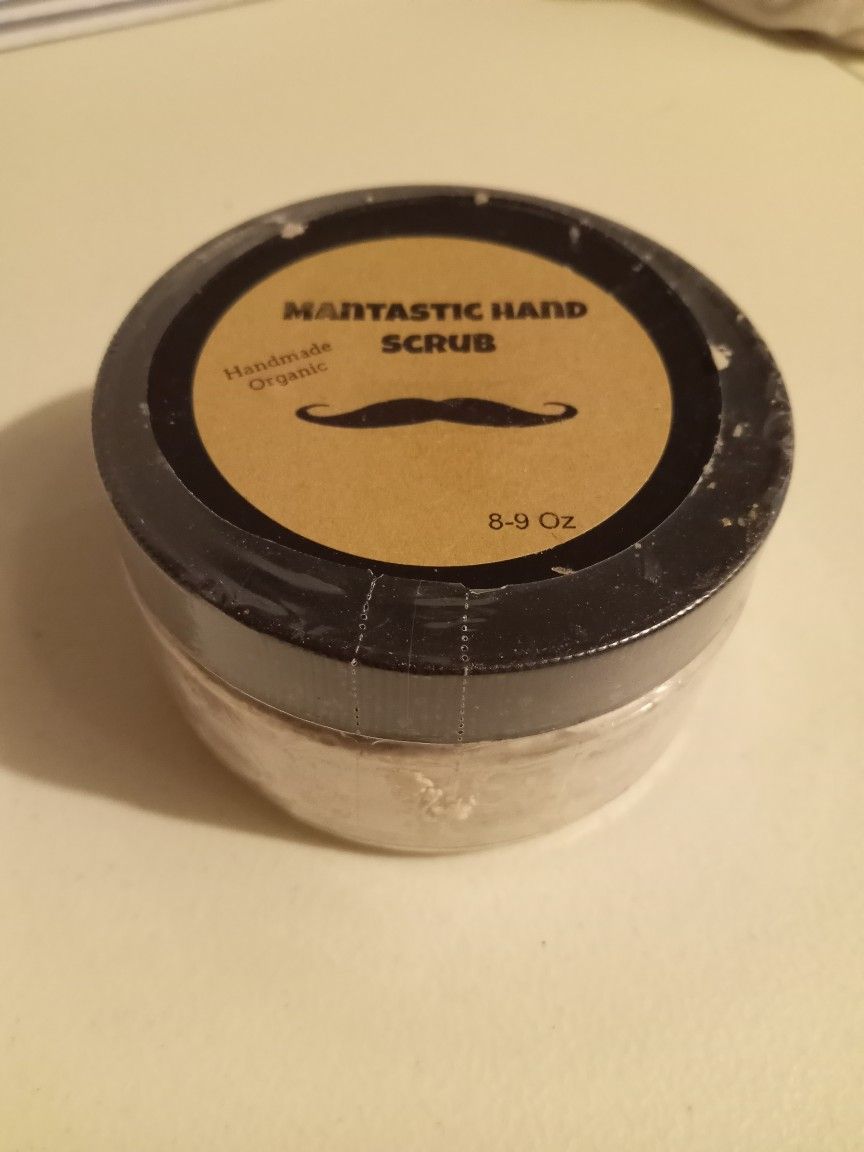 MANTASTIC HAND
SCRUB
Handmade
Organic
8-9 Oz